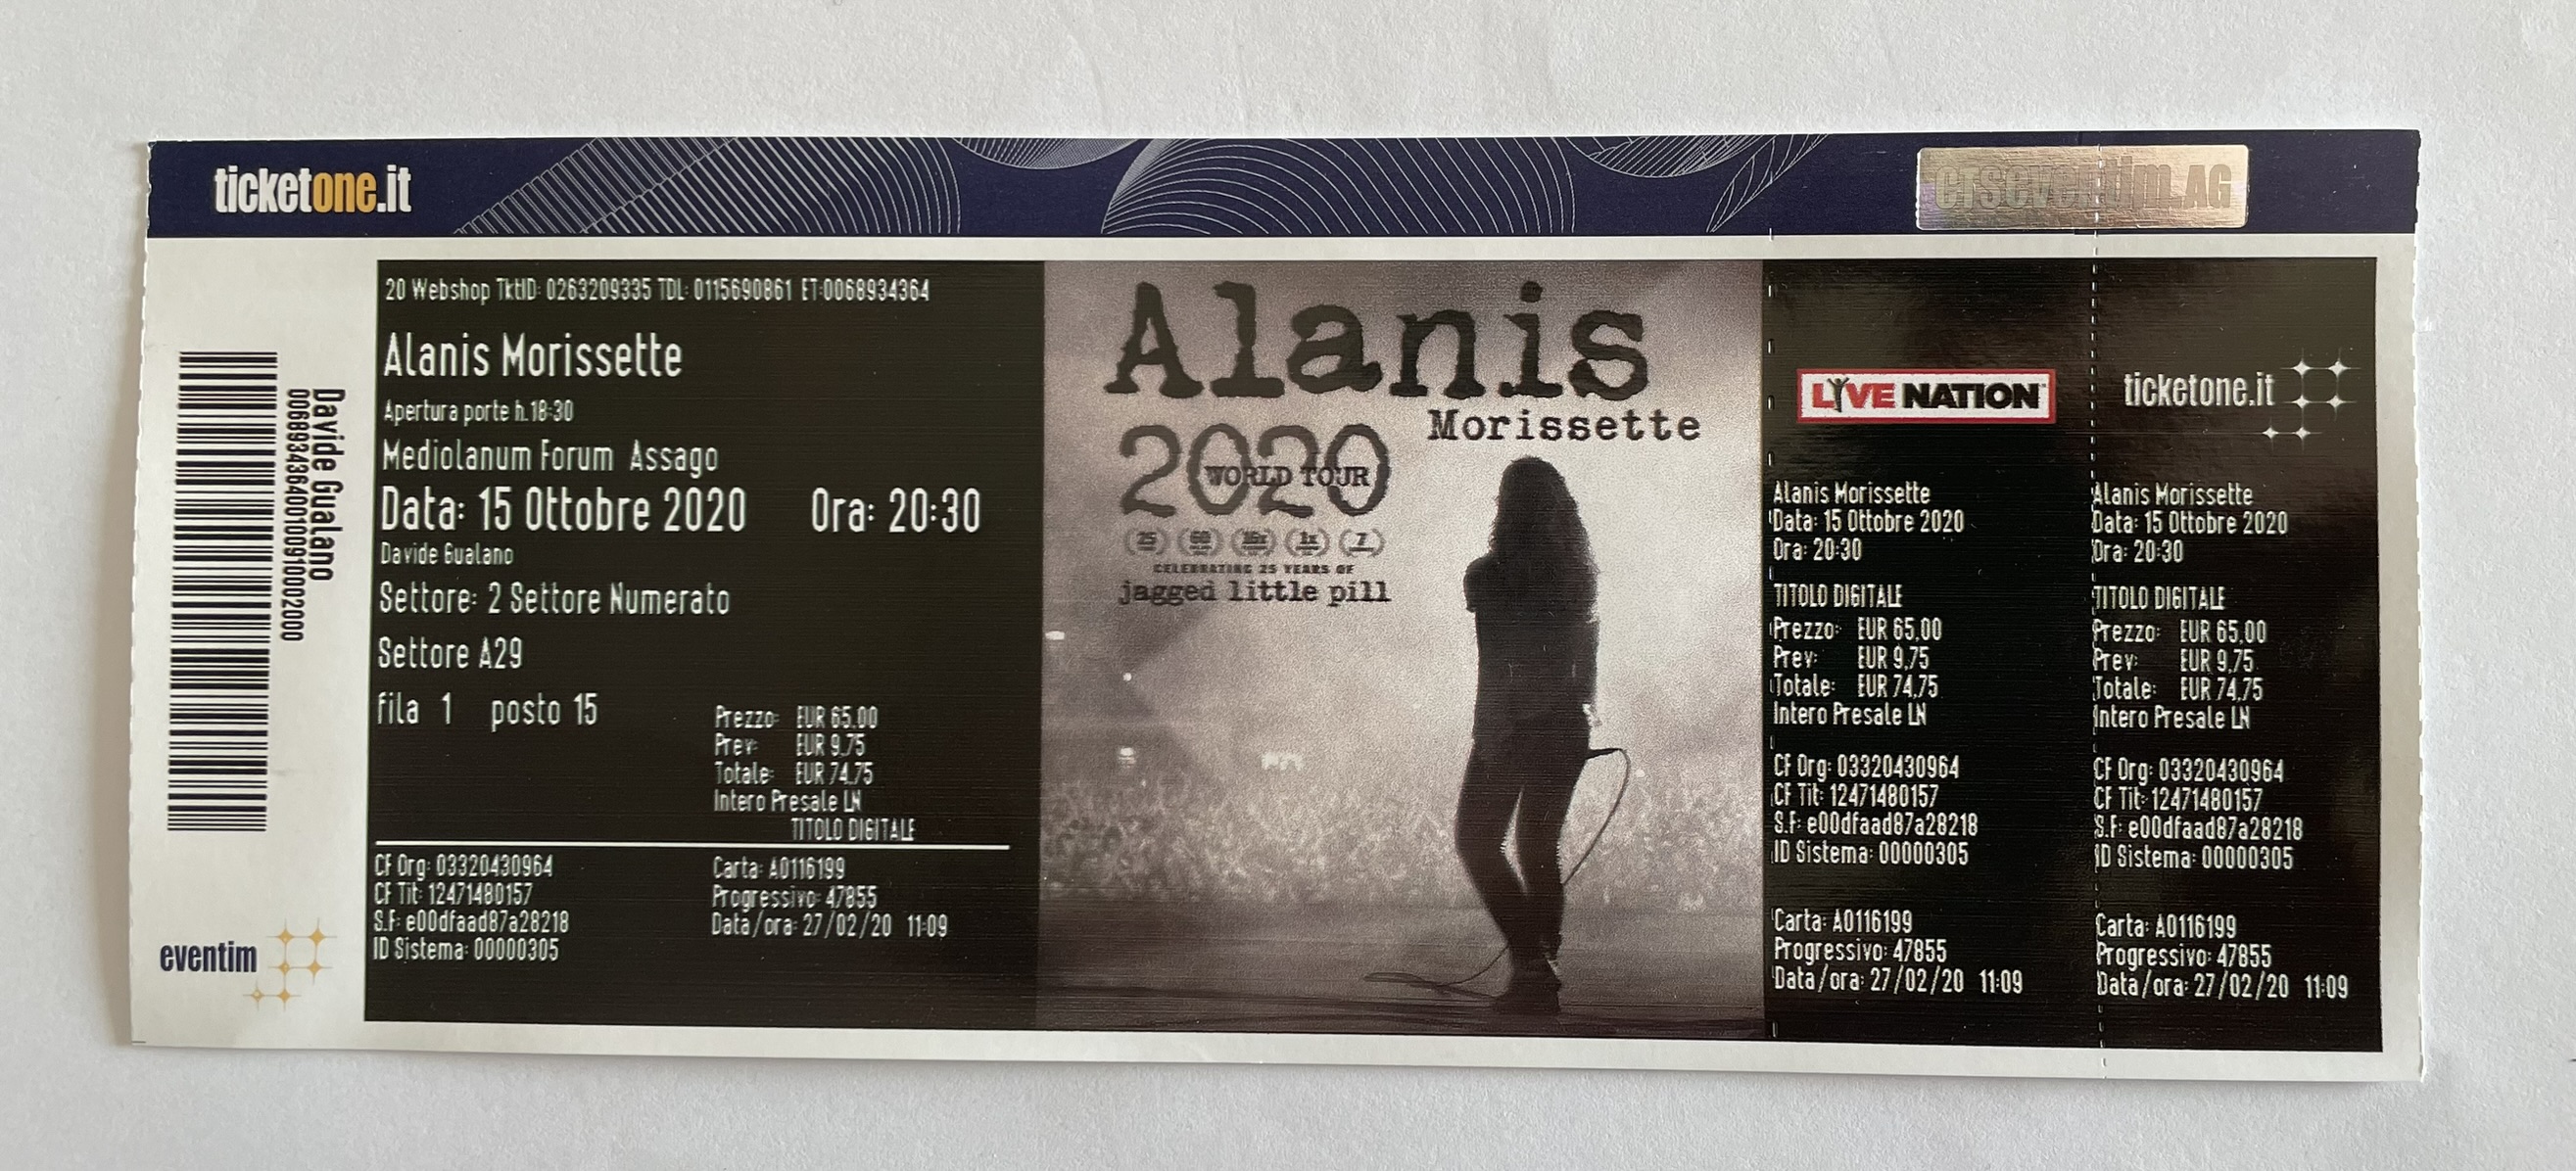 ticketone.it
CTSeventim.AG
Davide Gualano
006893436400100910002000
eventim
20 Webshop TktID: 0263209335 TDL: 0115690861 ET:0068934364
Alanis Morissette
Apertura porte h.18:30
Mediolanum Forum Assago
Data: 15 Ottobre 2020 Ora: 20:30
Davide Gualano
Settore: 2 Settore Numerato
Settore A29
fila 1 posto 15
Prezzo: EUR 65,00
Prev: EUR 9,75
Totale: EUR 74,75
Intero Presale LN
TITOLO DIGITALE
CF Org: 03320430964
CF Tit: 12471480157
S.F: e00dfaad87a28218
ID Sistema: 00000305
Carta: A0116199
Progressivo: 47855
Data/ora: 27/02/20 11:09
Alanis
Morissette
2020
WORLD TOUR
25 60 16x 1x 7
CELEBRATING 25 YEARS OF
jagged little pill
LIVE NATION
Alanis Morissette
Data: 15 Ottobre 2020
Ora: 20:30
TITOLO DIGITALE
Prezzo: EUR 65,00
Prev: EUR 9,75
Totale: EUR 74,75
Intero Presale LN
CF Org: 03320430964
CF Tit: 12471480157
S.F: e00dfaad87a28218
ID Sistema: 00000305
Carta: A0116199
Progressivo: 47855
Data/ora: 27/02/20 11:09
ticketone.it
Alanis Morissette
Data: 15 Ottobre 2020
Ora: 20:30
TITOLO DIGITALE
Prezzo: EUR 65,00
Prev: EUR 9,75
Totale: EUR 74,75
Intero Presale LN
CF Org: 03320430964
CF Tit: 12471480157
S.F: e00dfaad87a28218
ID Sistema: 00000305
Carta: A0116199
Progressivo: 47855
Data/ora: 27/02/20 11:09